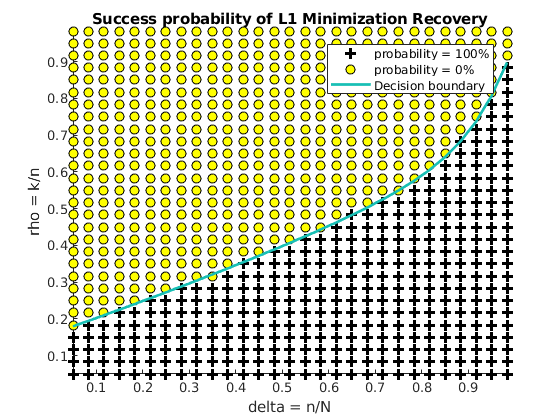 Success probability of L1 Minimization Recovery
probability = 100%
probability = 0%
Decision boundary
rho = k/n
0.9
0.8
0.7
0.6
0.5
0.4
0.3
0.2
0.1
0.1 0.2 0.3 0.4 0.5 0.6 0.7 0.8 0.9
delta = n/N